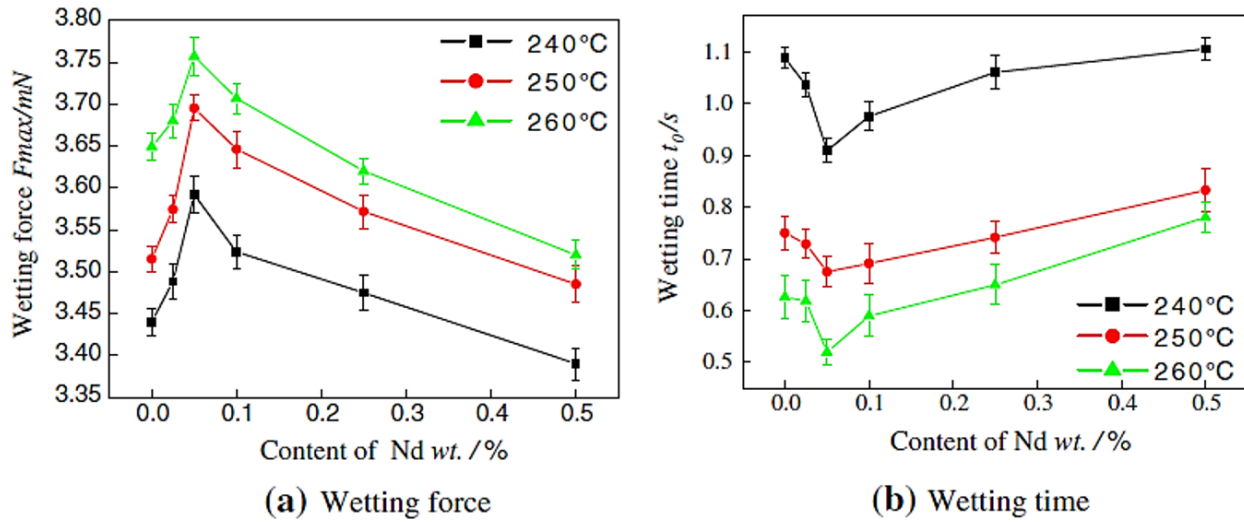 3.80
3.75
3.70
3.65
3.60
3.55
3.50
3.45
3.40
3.35
Wetting force Fmax/mN
240°C
250°C
260°C
0.0 0.1 0.2 0.3 0.4 0.5
Content of Nd wt. / %
(a) Wetting force
1.1
1.0
0.9
0.8
0.7
0.6
0.5
Wetting time t0/s
240°C
250°C
260°C
0.0 0.1 0.2 0.3 0.4 0.5
Content of Nd wt. / %
(b) Wetting time